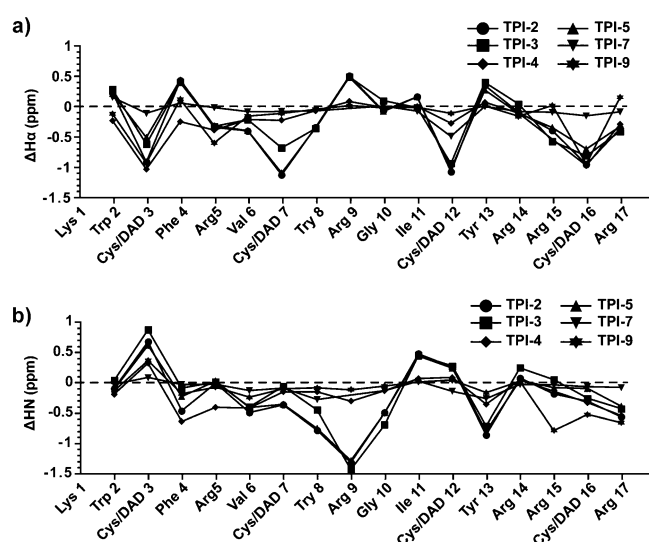 a)
TPI-2 TPI-5
TPI-3 TPI-7
TPI-4 TPI-9
ΔHα (ppm)
1
0.5
0
-0.5
-1
-1.5
Lys 1 Trp 2 Cys/DAD 3 Phe 4 Arg5 Val 6 Cys/DAD 7 Try 8 Arg 9 Gly 10 Ile 11 Cys/DAD 12 Tyr 13 Arg 14 Arg 15 Cys/DAD 16 Arg 17
b)
TPI-2 TPI-5
TPI-3 TPI-7
TPI-4 TPI-9
ΔHN (ppm)
1
0.5
0
-0.5
-1
-1.5
Lys 1 Trp 2 Cys/DAD 3 Phe 4 Arg5 Val 6 Cys/DAD 7 Try 8 Arg 9 Gly 10 Ile 11 Cys/DAD 12 Tyr 13 Arg 14 Arg 15 Cys/DAD 16 Arg 17